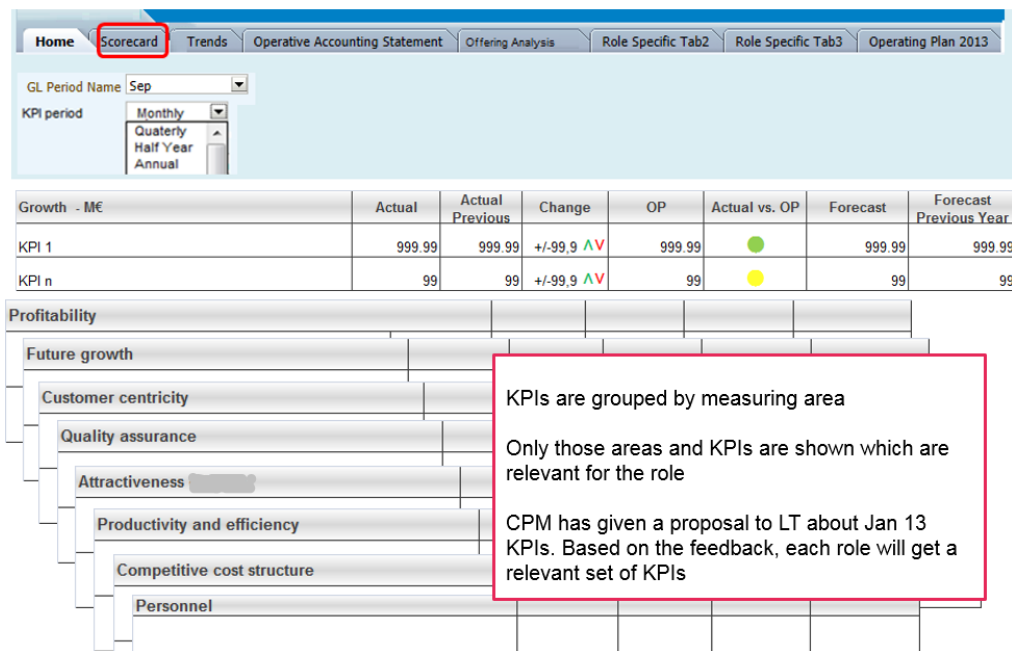 Home Scorecard Trends Operative Accounting Statement Offering Analysis Role Specific Tab2 Role Specific Tab3 Operating Plan 2013
GL Period Name Sep
KPI period Monthly
Quaterly
Half Year
Annual
Growth - M€ Actual Actual Previous Change OP Actual vs. OP Forecast Forecast Previous Year
KPI 1 999.99 999.99 +/-99,9 ΛV 999.99 999.99 999.99
KPI n 99 99 +/-99,9 ΛV 99 99 99
Profitability
Future growth
Customer centricity
Quality assurance
Attractiveness
Productivity and efficiency
Competitive cost structure
Personnel
KPIs are grouped by measuring area
Only those areas and KPIs are shown which are
relevant for the role
CPM has given a proposal to LT about Jan 13
KPIs. Based on the feedback, each role will get a
relevant set of KPIs